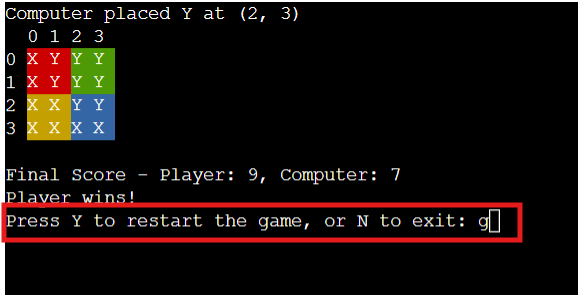 Computer placed Y at (2, 3)
0 1 2 3
0 X Y Y Y
1 X Y Y Y
2 X X Y Y
3 X X X X
Final Score - Player: 9, Computer: 7
Player wins!
Press Y to restart the game, or N to exit: g